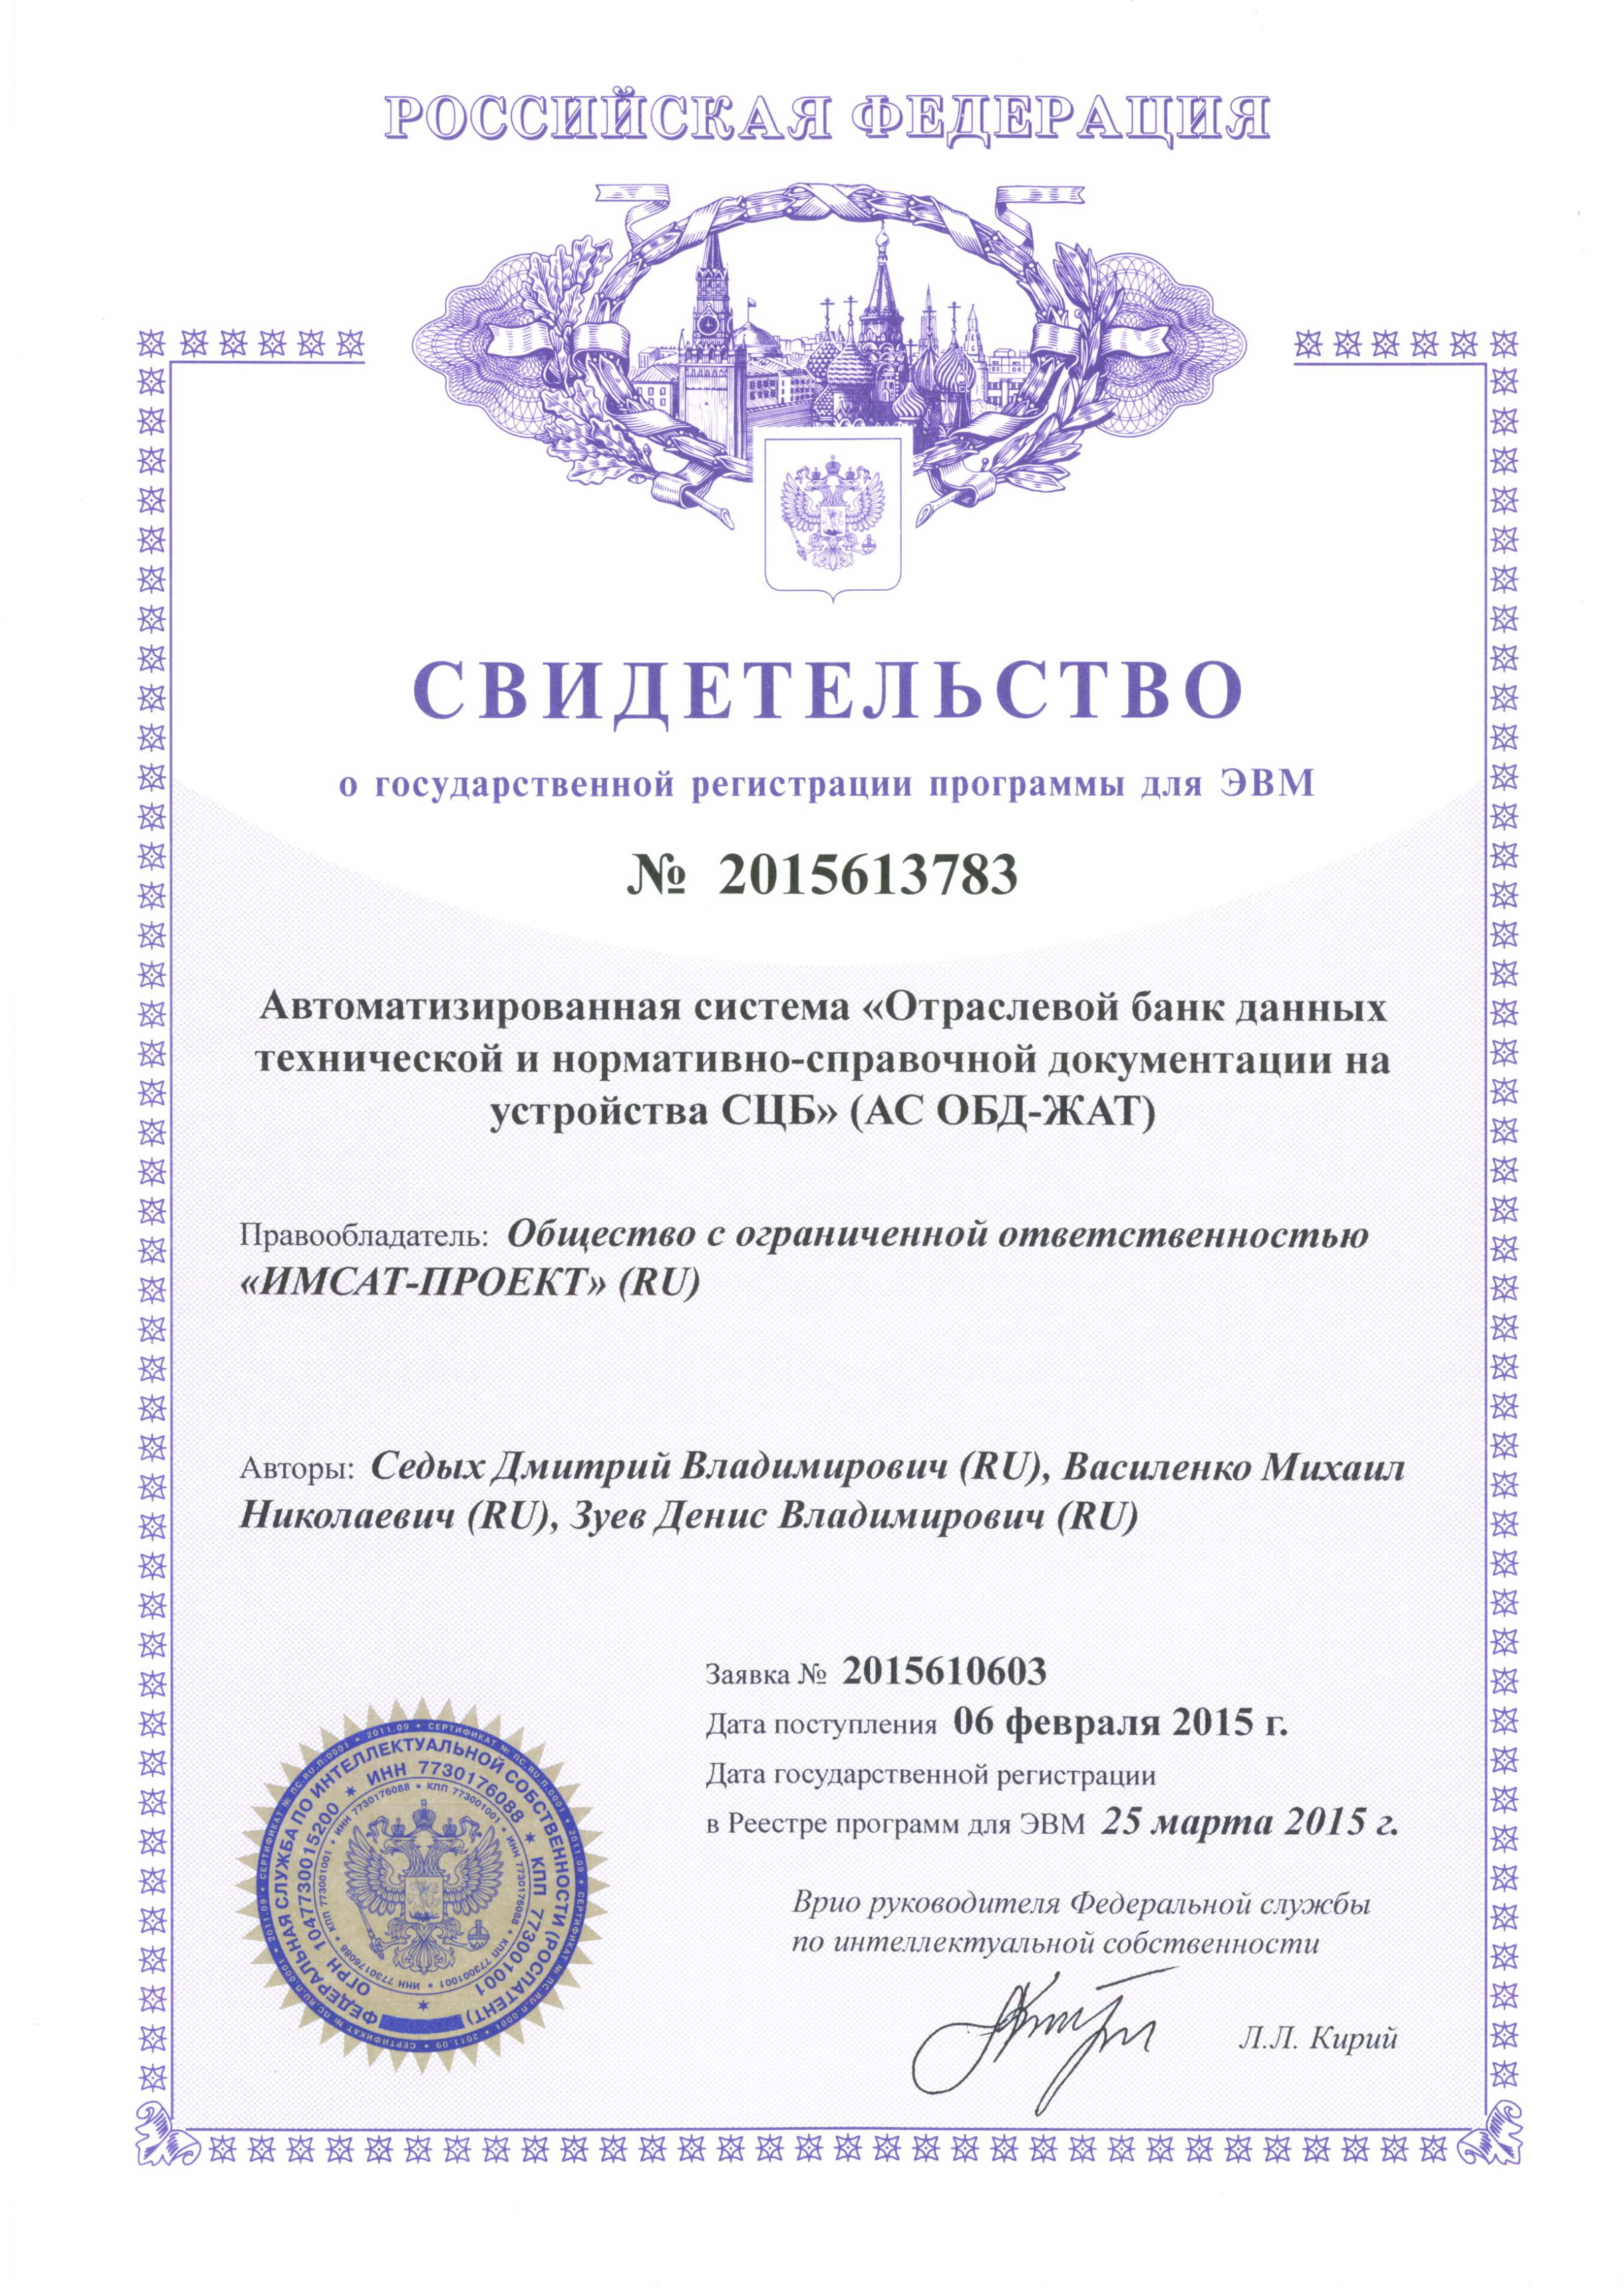 РОССИЙСКАЯ ФЕДЕРАЦИЯ
СВИДЕТЕЛЬСТВО
о государственной регистрации программы для ЭВМ
№ 2015613783
Автоматизированная система «Отраслевой банк данных
технической и нормативно-справочной документации на
устройства СЦБ» (АС ОБД-ЖАТ)
Правообладатель: Общество с ограниченной ответственностью
«ИМСАТ-ПРОЕКТ» (RU)
Авторы: Седых Дмитрий Владимирович (RU), Василенко Михаил
Николаевич (RU), Зуев Денис Владимирович (RU)
Заявка № 2015610603
Дата поступления 06 февраля 2015 г.
Дата государственной регистрации
в Реестре программ для ЭВМ 25 марта 2015 г.
Врио руководителя Федеральной службы
по интеллектуальной собственности
Л.Л. Кирий
ФЕДЕРАЛЬНАЯ СЛУЖБА ПО ИНТЕЛЛЕКТУАЛЬНОЙ СОБСТВЕННОСТИ (РОСПАТЕНТ)
ОГРН 1047730015200 * ИНН 7730176088 * КПП 773001001 *